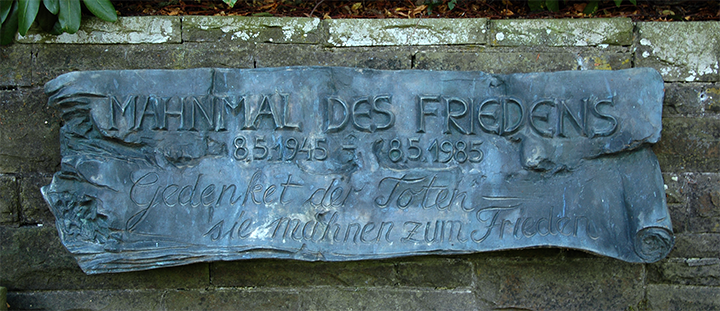 MAHNMAL DES FRIEDENS
8.5.1945 - 8.5.1985
Gedenket der Toten -
sie mahnen zum Frieden